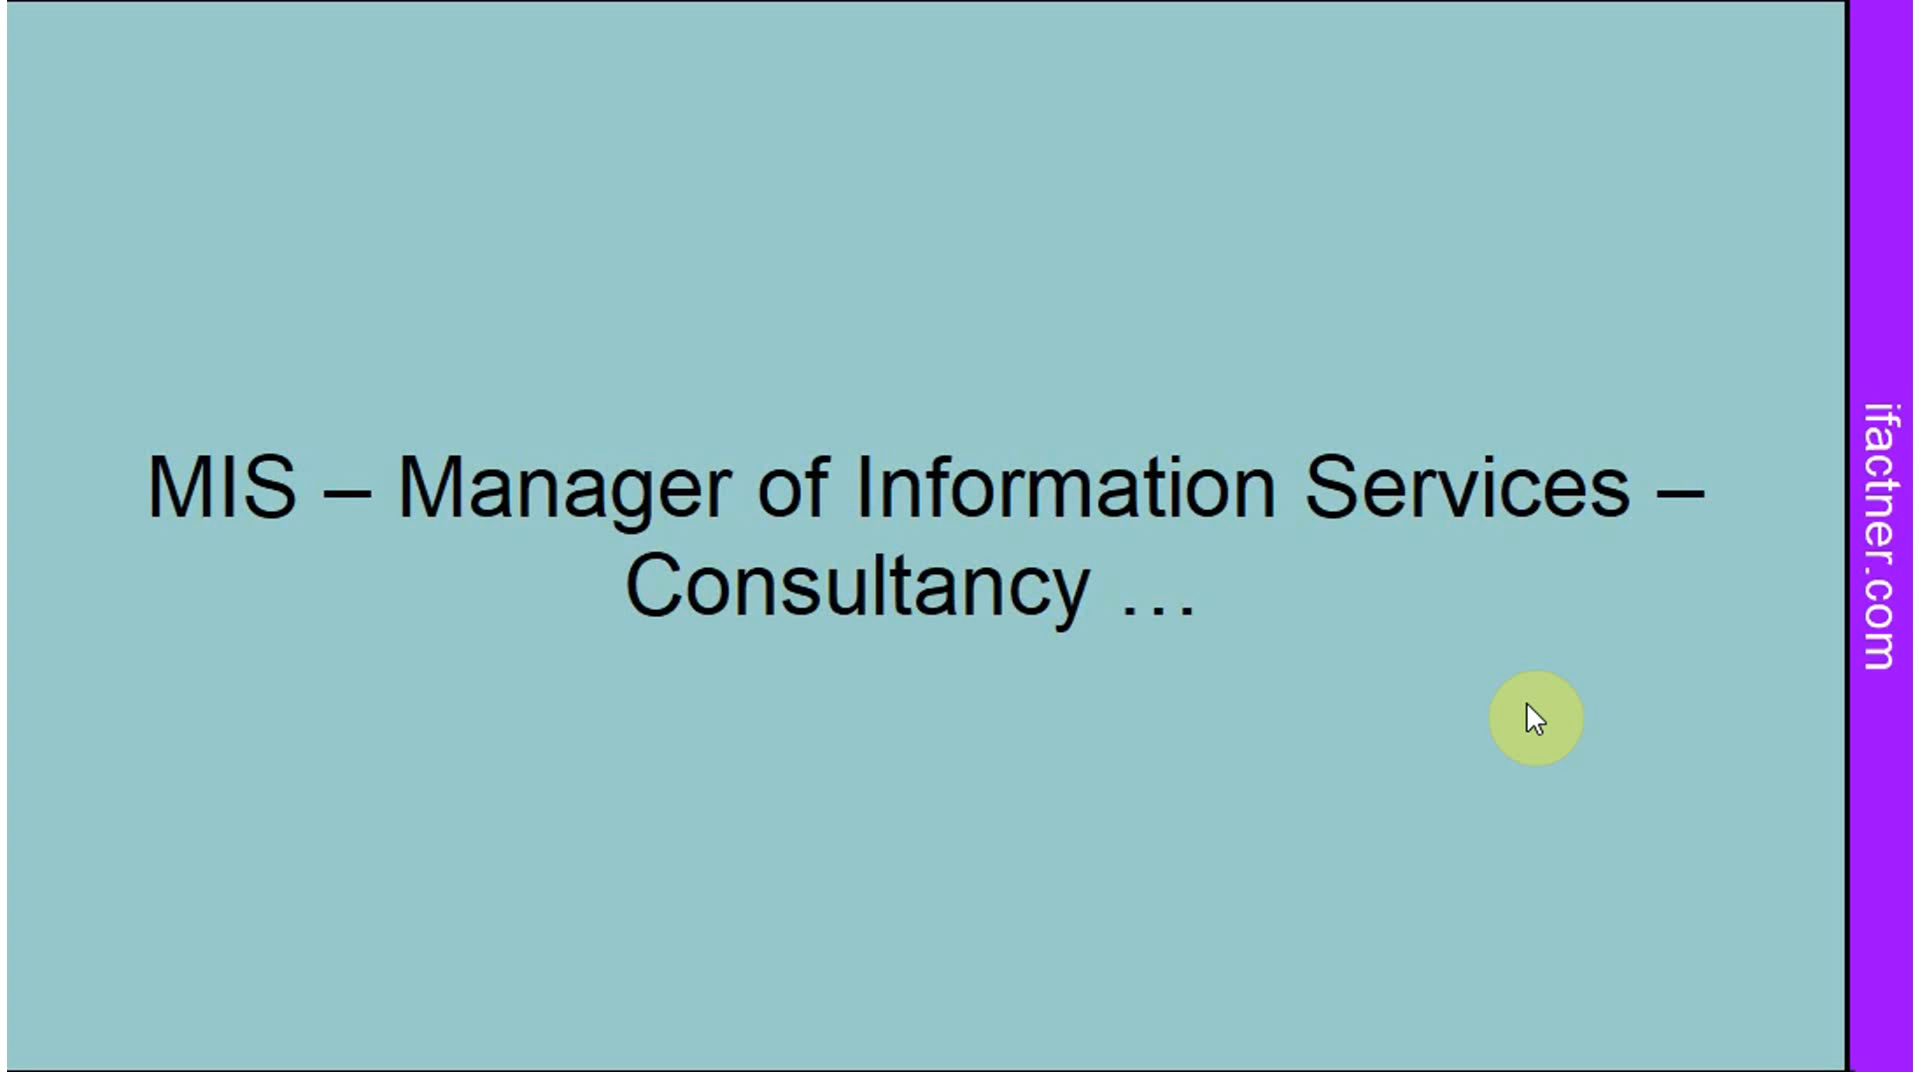 MIS – Manager of Information Services –
Consultancy …
ifactner.com